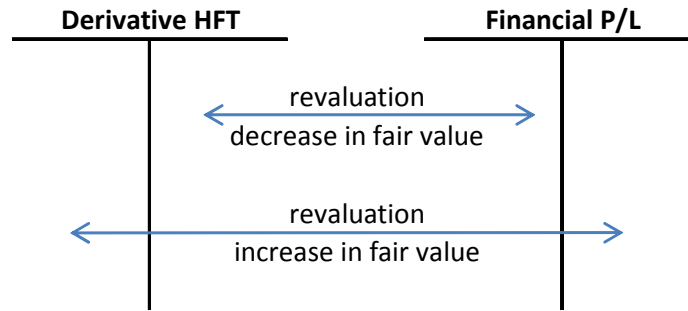 Derivative HFT Financial P/L
revaluation
decrease in fair value
revaluation
increase in fair value